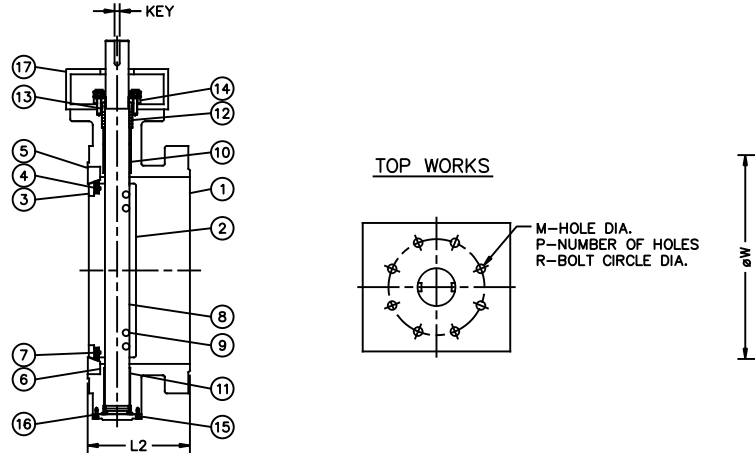 KEY
17
13
5
4
3
7
6
16
14
12
10
1
2
8
9
11
15
L2
TOP WORKS
M-HOLE DIA.
P-NUMBER OF HOLES
R-BOLT CIRCLE DIA.
øW